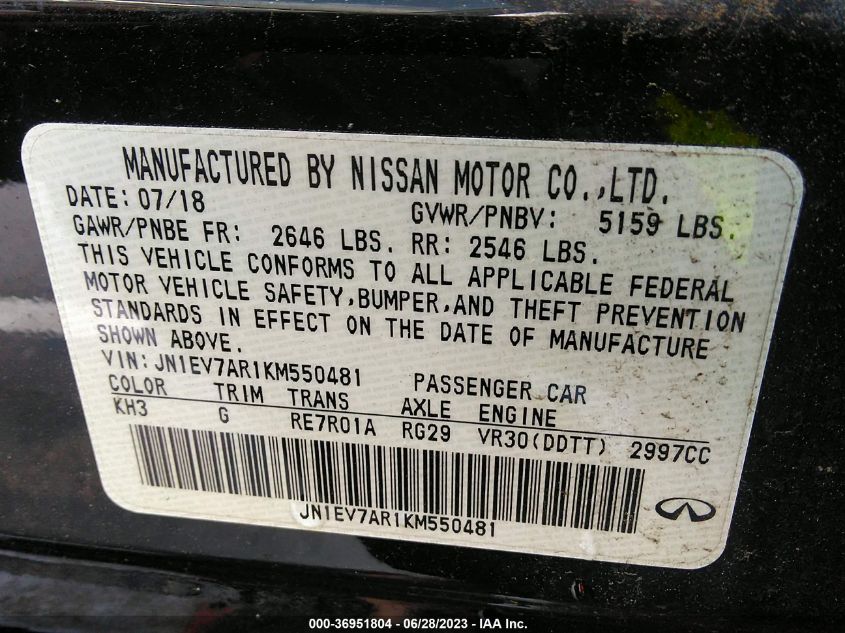 MANUFACTURED BY NISSAN MOTOR CO.,LTD.
DATE: 07/18 GVWR/PNBV: 5159 LBS.
GAWR/PNBE FR: 2646 LBS. RR: 2546 LBS.
THIS VEHICLE CONFORMS TO ALL APPLICABLE FEDERAL
MOTOR VEHICLE SAFETY,BUMPER,AND THEFT PREVENTION
STANDARDS IN EFFECT ON THE DATE OF MANUFACTURE
SHOWN ABOVE.
VIN:JN1EV7AR1KM550481 PASSENGER CAR
COLOR TRIM TRANS AXLE ENGINE
KH3 G RE7R01A RG29 VR30(DDTT) 2997CC
JN1EV7AR1KM550481
000-36951804 - 06/28/2023 - IAA Inc.